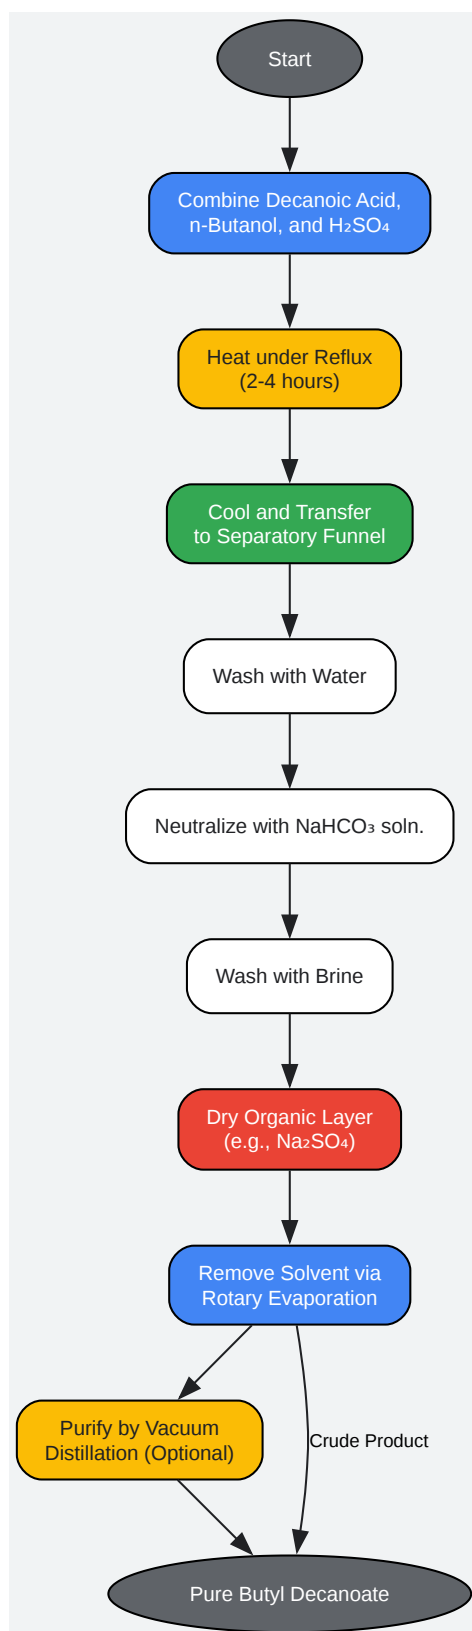 Start
Combine Decanoic Acid,
n-Butanol, and H₂SO₄
Heat under Reflux
(2-4 hours)
Cool and Transfer
to Separatory Funnel
Wash with Water
Neutralize with NaHCO₃ soln.
Wash with Brine
Dry Organic Layer
(e.g., Na₂SO₄)
Remove Solvent via
Rotary Evaporation
Purify by Vacuum
Distillation (Optional)
Crude Product
Pure Butyl Decanoate